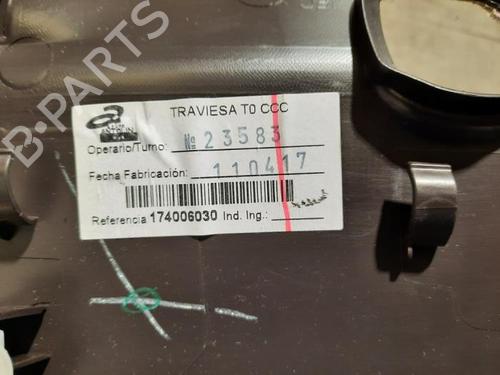 B-PARTS
TRAVIESA T0 CCC
Operario/Turno: Nº 23583
Fecha Fabricación: 110417
Referencia 174006030 Ind. Ing.: